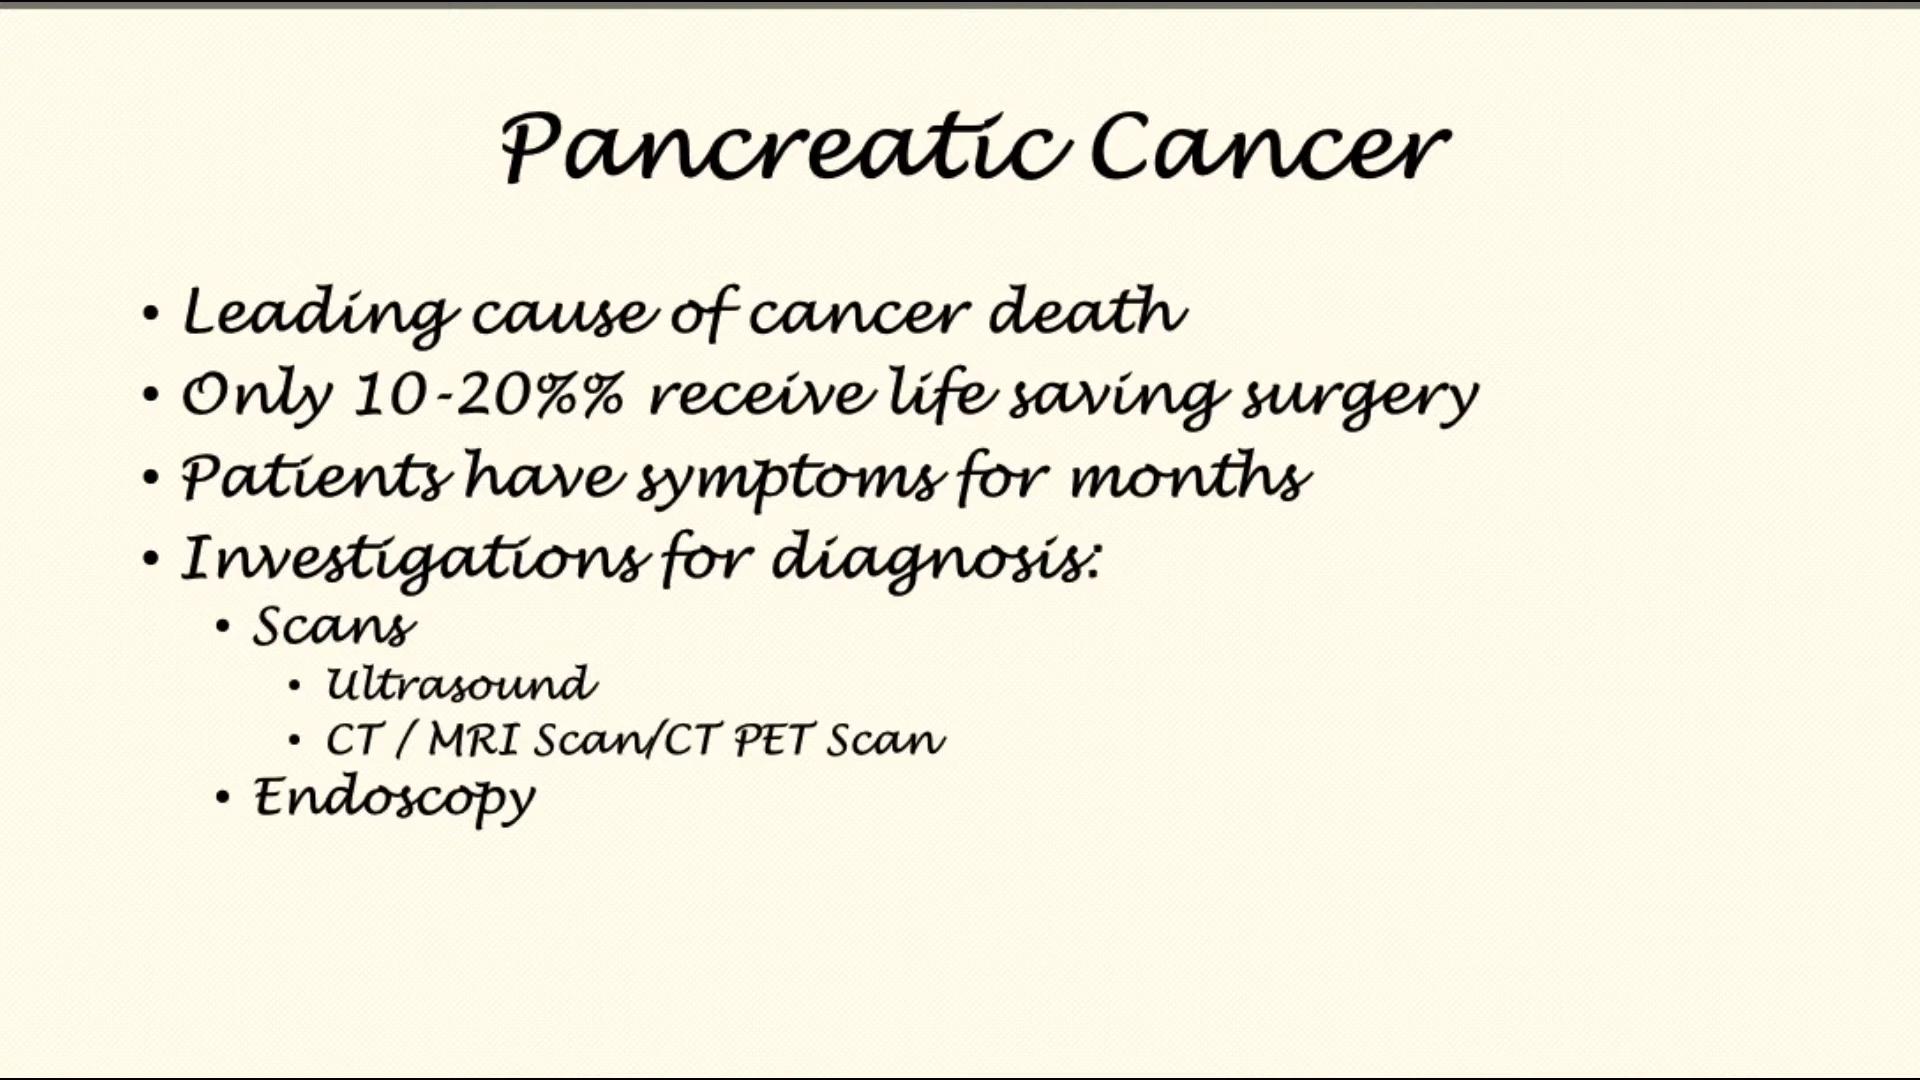 Pancreatic Cancer
• Leading cause of cancer death
• Only 10-20%% receive life saving surgery
• Patients have symptoms for months
• Investigations for diagnosis:
• Scans
• Ultrasound
• CT / MRI Scan/CT PET Scan
• Endoscopy